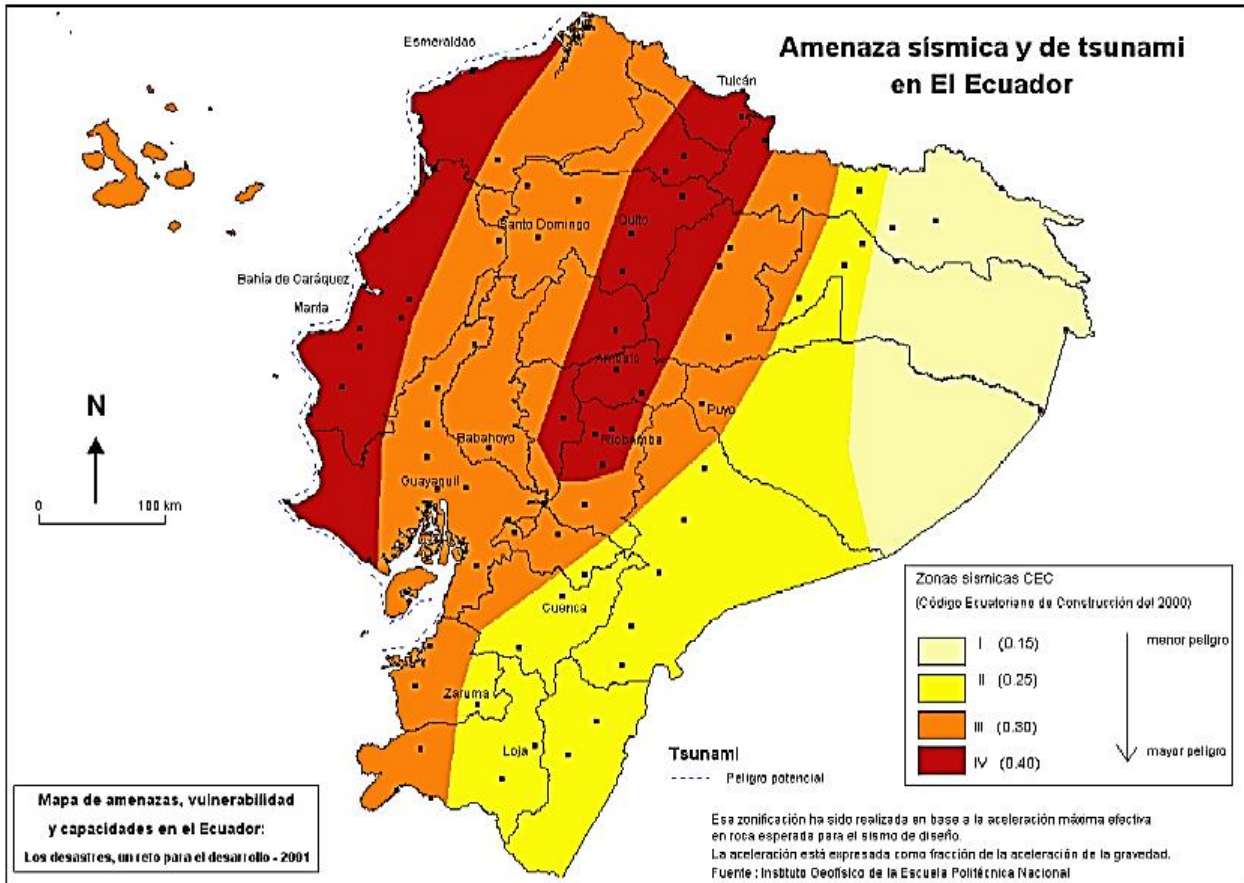 Amenaza sísmica y de tsunami
en El Ecuador
Esmeraldas
Tulcán
Quito
Santo Domingo
Bahía de Caráquez
Manta
Ambato
Puyo
Riobamba
Babahoyo
Guayaquil
Cuenca
Zaruma
Loja
N
0 100 km
Zonas sísmicas CEC
(Código Ecuatoriano de Construcción del 2000)
I (0.15)
II (0.25)
III (0.30)
IV (0.40)
menor peligro
mayor peligro
Tsunami
Peligro potencial
Mapa de amenazas, vulnerabilidad
y capacidades en el Ecuador:
Los desastres, un reto para el desarrollo - 2001
Esa zonificación ha sido realizada en base a la aceleración máxima efectiva
en roca esperada para el sismo de diseño.
La aceleración está expresada como fracción de la aceleración de la gravedad.
Fuente : Instituto Geofísico de la Escuela Politécnica Nacional